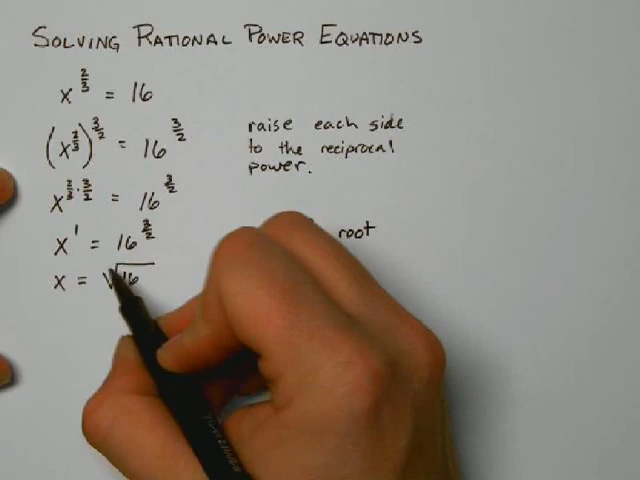 SOLVING RATIONAL POWER EQUATIONS
x^(2/3) = 16
(x^(2/3))^(3/2) = 16^(3/2)
raise each side
to the reciprocal
power.
x^(2/3 · 3/2) = 16^(3/2)
x^1 = 16^(3/2)
root
x = √16